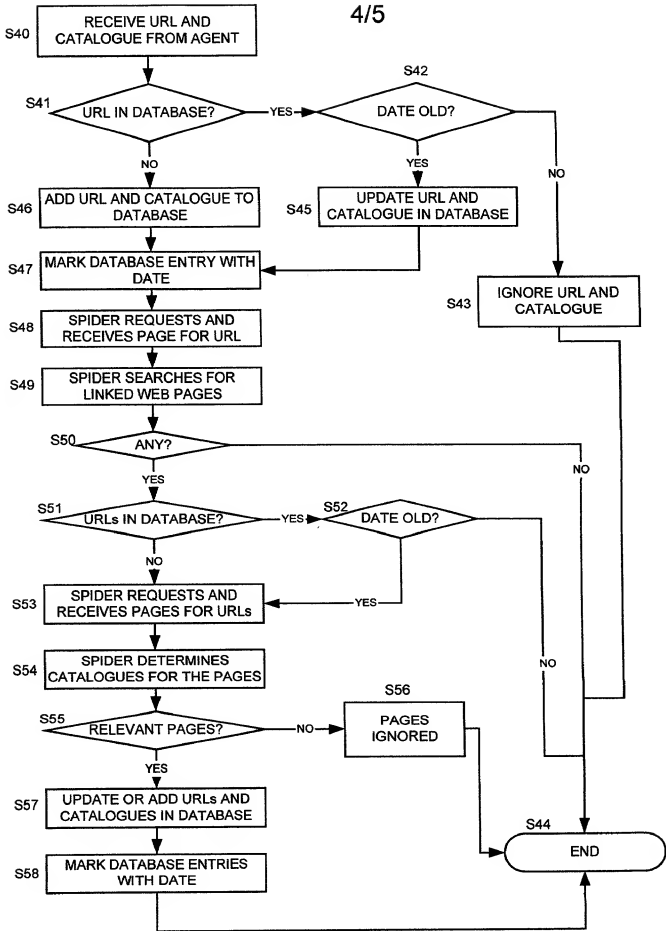 4/5
S40
RECEIVE URL AND
CATALOGUE FROM AGENT
S41
URL IN DATABASE?
YES
S42
DATE OLD?
NO
YES
NO
S46
ADD URL AND CATALOGUE TO
DATABASE
S45
UPDATE URL AND
CATALOGUE IN DATABASE
S47
MARK DATABASE ENTRY WITH
DATE
S43
IGNORE URL AND
CATALOGUE
S48
SPIDER REQUESTS AND
RECEIVES PAGE FOR URL
S49
SPIDER SEARCHES FOR
LINKED WEB PAGES
S50
ANY?
NO
YES
S51
URLs IN DATABASE?
YES
S52
DATE OLD?
NO
S53
SPIDER REQUESTS AND
RECEIVES PAGES FOR URLs
YES
S54
SPIDER DETERMINES
CATALOGUES FOR THE PAGES
NO
S55
RELEVANT PAGES?
NO
S56
PAGES
IGNORED
YES
S57
UPDATE OR ADD URLs AND
CATALOGUES IN DATABASE
S44
END
S58
MARK DATABASE ENTRIES
WITH DATE